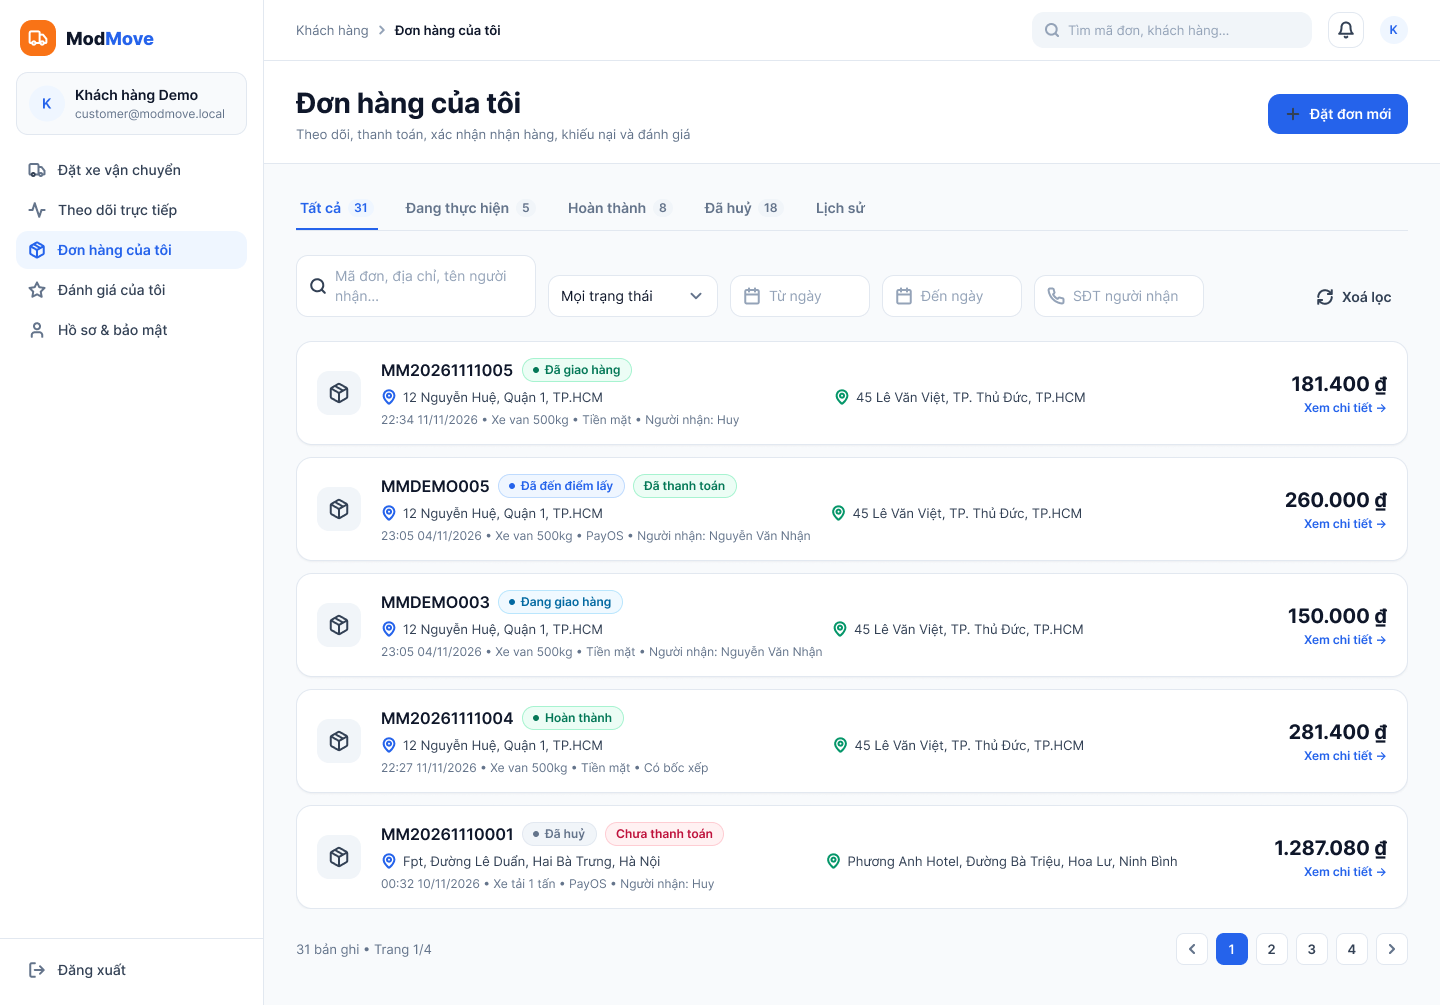 ModMove
Khách hàng
Đơn hàng của tôi
Tìm mã đơn, khách hàng...
K
K
Khách hàng Demo
customer@modmove.local
Đặt xe vận chuyển
Theo dõi trực tiếp
Đơn hàng của tôi
Đánh giá của tôi
Hồ sơ & bảo mật
Đăng xuất
Đơn hàng của tôi
Theo dõi, thanh toán, xác nhận nhận hàng, khiếu nại và đánh giá
Đặt đơn mới
Tất cả 31
Đang thực hiện 5
Hoàn thành 8
Đã huỷ 18
Lịch sử
Mã đơn, địa chỉ, tên người
nhận...
Mọi trạng thái
Từ ngày
Đến ngày
SĐT người nhận
Xoá lọc
MM20261111005 • Đã giao hàng
12 Nguyễn Huệ, Quận 1, TP.HCM
45 Lê Văn Việt, TP. Thủ Đức, TP.HCM
22:34 11/11/2026 • Xe van 500kg • Tiền mặt • Người nhận: Huy
181.400 ₫
Xem chi tiết →
MMDEMO005 • Đã đến điểm lấy Đã thanh toán
12 Nguyễn Huệ, Quận 1, TP.HCM
45 Lê Văn Việt, TP. Thủ Đức, TP.HCM
23:05 04/11/2026 • Xe van 500kg • PayOS • Người nhận: Nguyễn Văn Nhận
260.000 ₫
Xem chi tiết →
MMDEMO003 • Đang giao hàng
12 Nguyễn Huệ, Quận 1, TP.HCM
45 Lê Văn Việt, TP. Thủ Đức, TP.HCM
23:05 04/11/2026 • Xe van 500kg • Tiền mặt • Người nhận: Nguyễn Văn Nhận
150.000 ₫
Xem chi tiết →
MM20261111004 • Hoàn thành
12 Nguyễn Huệ, Quận 1, TP.HCM
45 Lê Văn Việt, TP. Thủ Đức, TP.HCM
22:27 11/11/2026 • Xe van 500kg • Tiền mặt • Có bốc xếp
281.400 ₫
Xem chi tiết →
MM20261110001 • Đã huỷ Chưa thanh toán
Fpt, Đường Lê Duẩn, Hai Bà Trưng, Hà Nội
Phương Anh Hotel, Đường Bà Triệu, Hoa Lư, Ninh Bình
00:32 10/11/2026 • Xe tải 1 tấn • PayOS • Người nhận: Huy
1.287.080 ₫
Xem chi tiết →
31 bản ghi • Trang 1/4
1
2
3
4